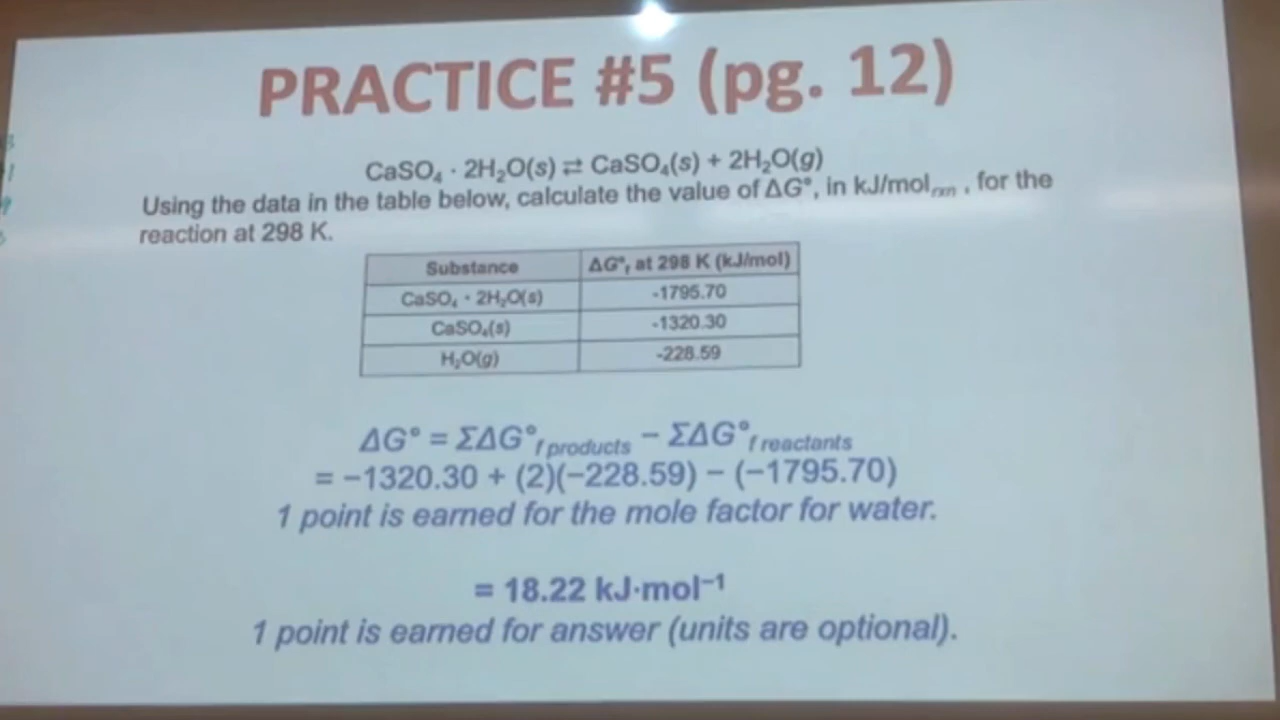 PRACTICE #5 (pg. 12)
CaSO₄ · 2H₂O(s) ⇄ CaSO₄(s) + 2H₂O(g)
Using the data in the table below, calculate the value of ΔG°, in kJ/molᵣₓₙ , for the
reaction at 298 K.
Substance ΔG°f at 298 K (kJ/mol)
CaSO₄ · 2H₂O(s) -1795.70
CaSO₄(s) -1320.30
H₂O(g) -228.59
ΔG° = ΣΔG°f products − ΣΔG°f reactants
= −1320.30 + (2)(−228.59) − (−1795.70)
1 point is earned for the mole factor for water.
= 18.22 kJ·mol⁻¹
1 point is earned for answer (units are optional).